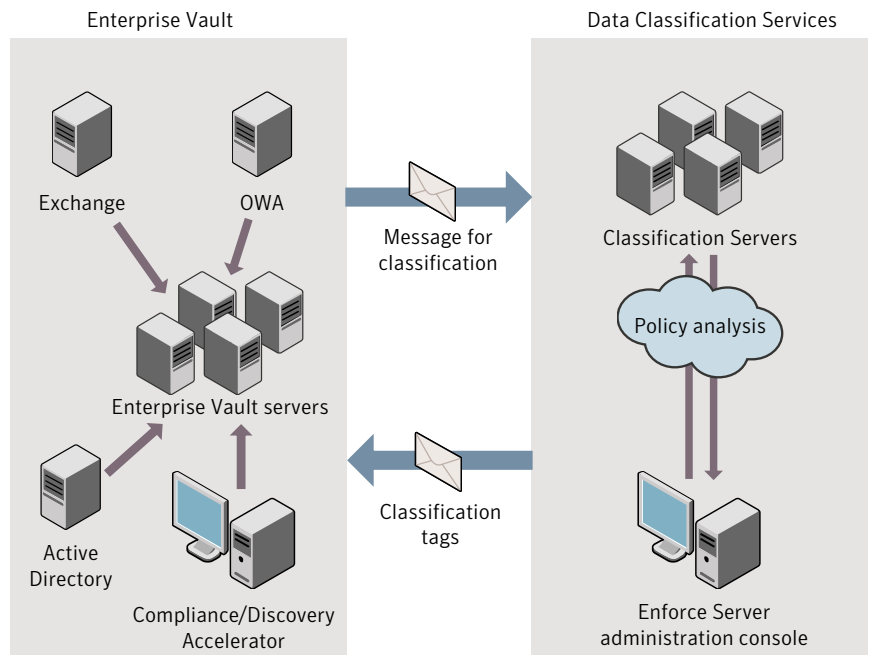 Enterprise Vault
Data Classification Services
Exchange
OWA
Message for
classification
Classification Servers
Policy analysis
Enterprise Vault servers
Classification
tags
Active
Directory
Compliance/Discovery
Accelerator
Enforce Server
administration console